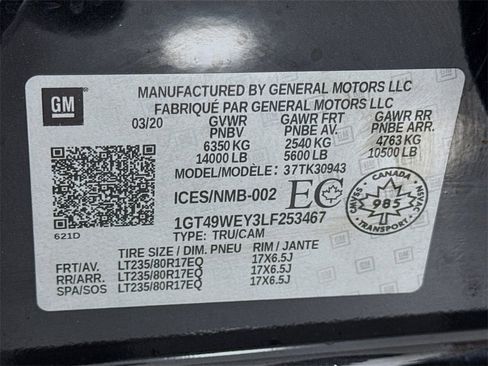 GM
MANUFACTURED BY GENERAL MOTORS LLC
FABRIQUÉ PAR GENERAL MOTORS LLC
03/20 GVWR GAWR FRT GAWR RR
PNBV PNBE AV. PNBE ARR.
6350 KG 2540 KG 4763 KG
14000 LB 5600 LB 10500 LB
MODEL/MODÈLE: 37TK30943
ICES/NMB-002 EC
CANADA
985
1GT49WEY3LF253467
621D
TYPE: TRU/CAM
TIRE SIZE / DIM. PNEU RIM / JANTE
FRT/AV. LT235/80R17EQ 17X6.5J
RR/ARR. LT235/80R17EQ 17X6.5J
SPA/SOS LT235/80R17EQ 17X6.5J